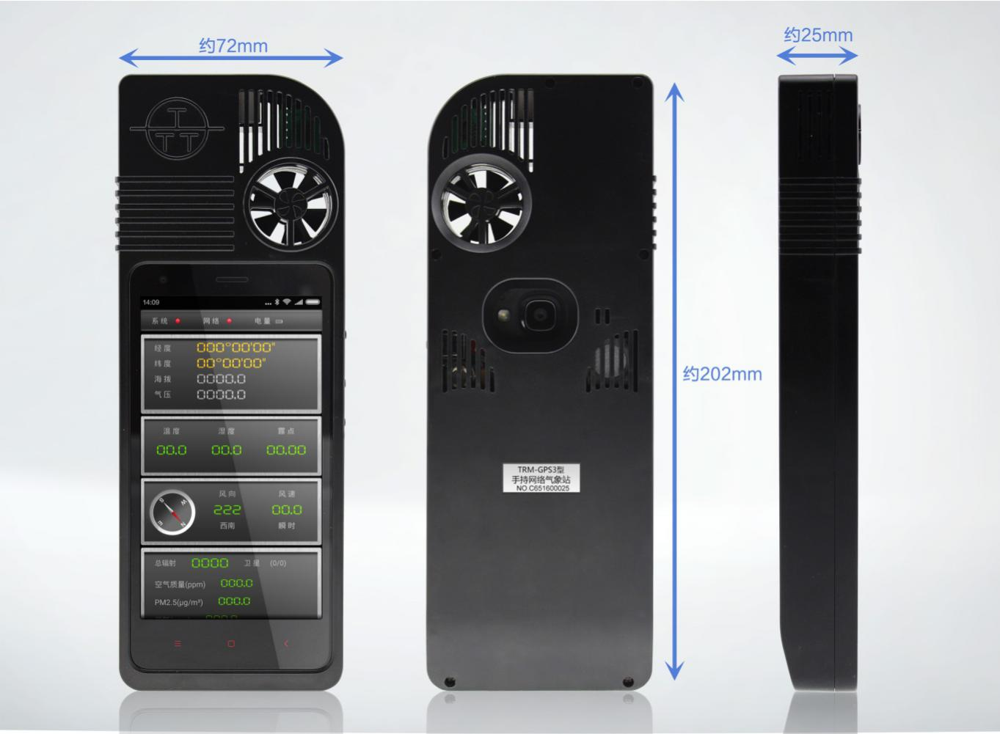 约72mm
约25mm
约202mm
T
TT
14:09
系统
网络
电量
经度 000°00'00"
纬度 00°00'00"
海拨 0000.0
气压 0000.0
温度 湿度 露点
00.0 00.0 00.00
风向 风速
222 00.0
西南 瞬时
S W
E N
总辐射 0000 卫星 (0/0)
空气质量(ppm) 000.0
PM2.5(μg/m³) 000.0
000.0
TRM-GPS3型
手持网络气象站
NO.C651600025